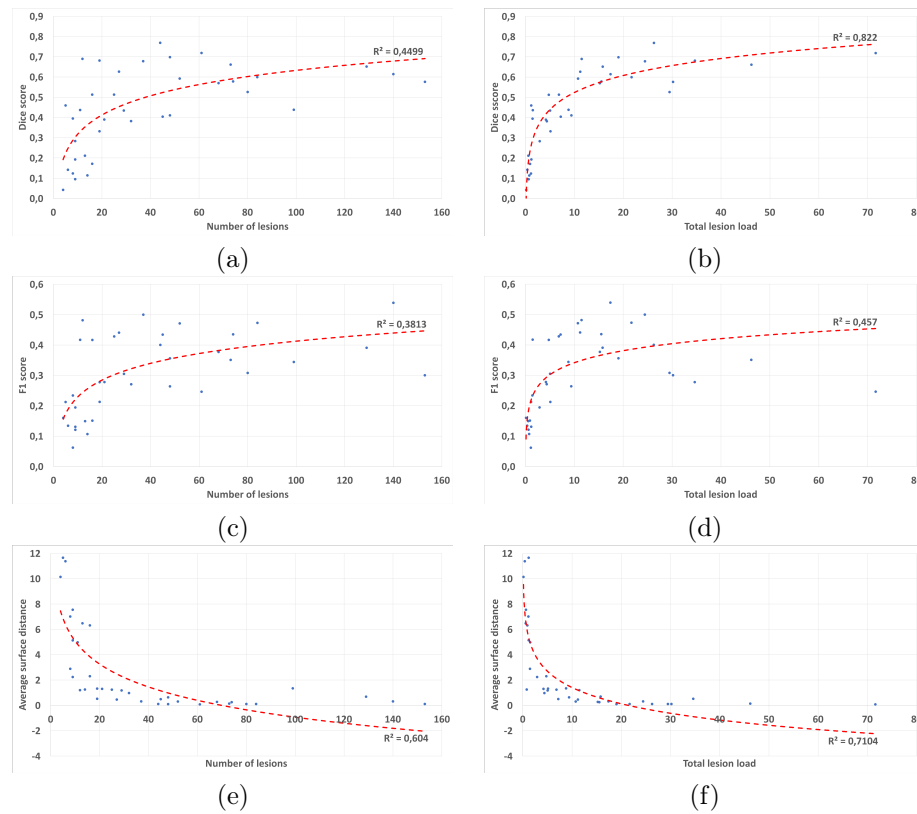 0,9
0,8
0,7
0,6
0,5
0,4
0,3
0,2
0,1
0,0
Dice score
R² = 0,4499
0 20 40 60 80 100 120 140 160
Number of lesions
(a)
0,9
0,8
0,7
0,6
0,5
0,4
0,3
0,2
0,1
0,0
Dice sscore
R² = 0,822
0 10 20 30 40 50 60 70 80
Total lesion load
(b)
0,6
0,5
0,4
0,3
0,2
0,1
0,0
F1 score
R² = 0,3813
0 20 40 60 80 100 120 140 160
Number of lesions
(c)
0,6
0,5
0,4
0,3
0,2
0,1
0,0
F1 score
R² = 0,457
0 10 20 30 40 50 60 70 80
Total lesion load
(d)
12
10
8
6
4
2
0
-2
-4
Average surface distance
0 20 40 60 80 100 120 140 160
R² = 0,604
Number of lesions
(e)
12
10
8
6
4
2
0
-2
-4
Average surface distance
0 10 20 30 40 50 60 70 80
R² = 0,7104
Total lesion load
(f)